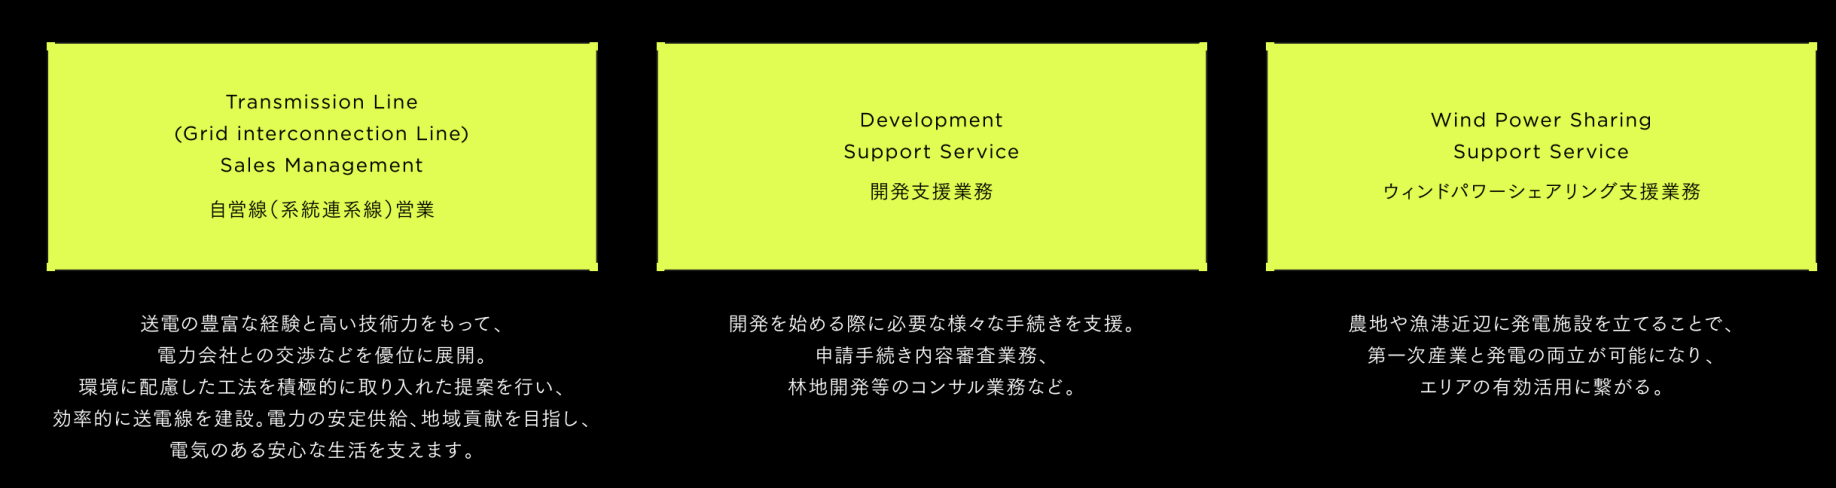 Transmission Line
(Grid interconnection Line)
Sales Management
自営線（系統連系線）営業
送電の豊富な経験と高い技術力をもって、
電力会社との交渉などを優位に展開。
環境に配慮した工法を積極的に取り入れた提案を行い、
効率的に送電線を建設。電力の安定供給、地域貢献を目指し、
電気のある安心な生活を支えます。
Development
Support Service
開発支援業務
開発を始める際に必要な様々な手続きを支援。
申請手続き内容審査業務、
林地開発等のコンサル業務など。
Wind Power Sharing
Support Service
ウィンドパワーシェアリング支援業務
農地や漁港近辺に発電施設を立てることで、
第一次産業と発電の両立が可能になり、
エリアの有効活用に繋がる。